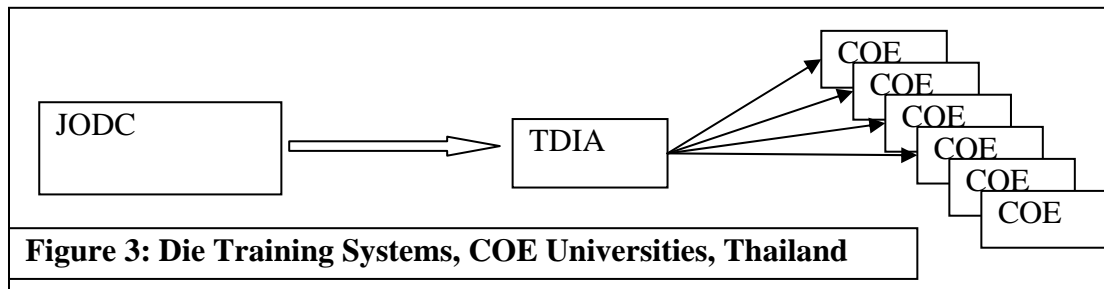 COE
COE
COE
JODC
TDIA
COE
COE
COE
Figure 3: Die Training Systems, COE Universities, Thailand